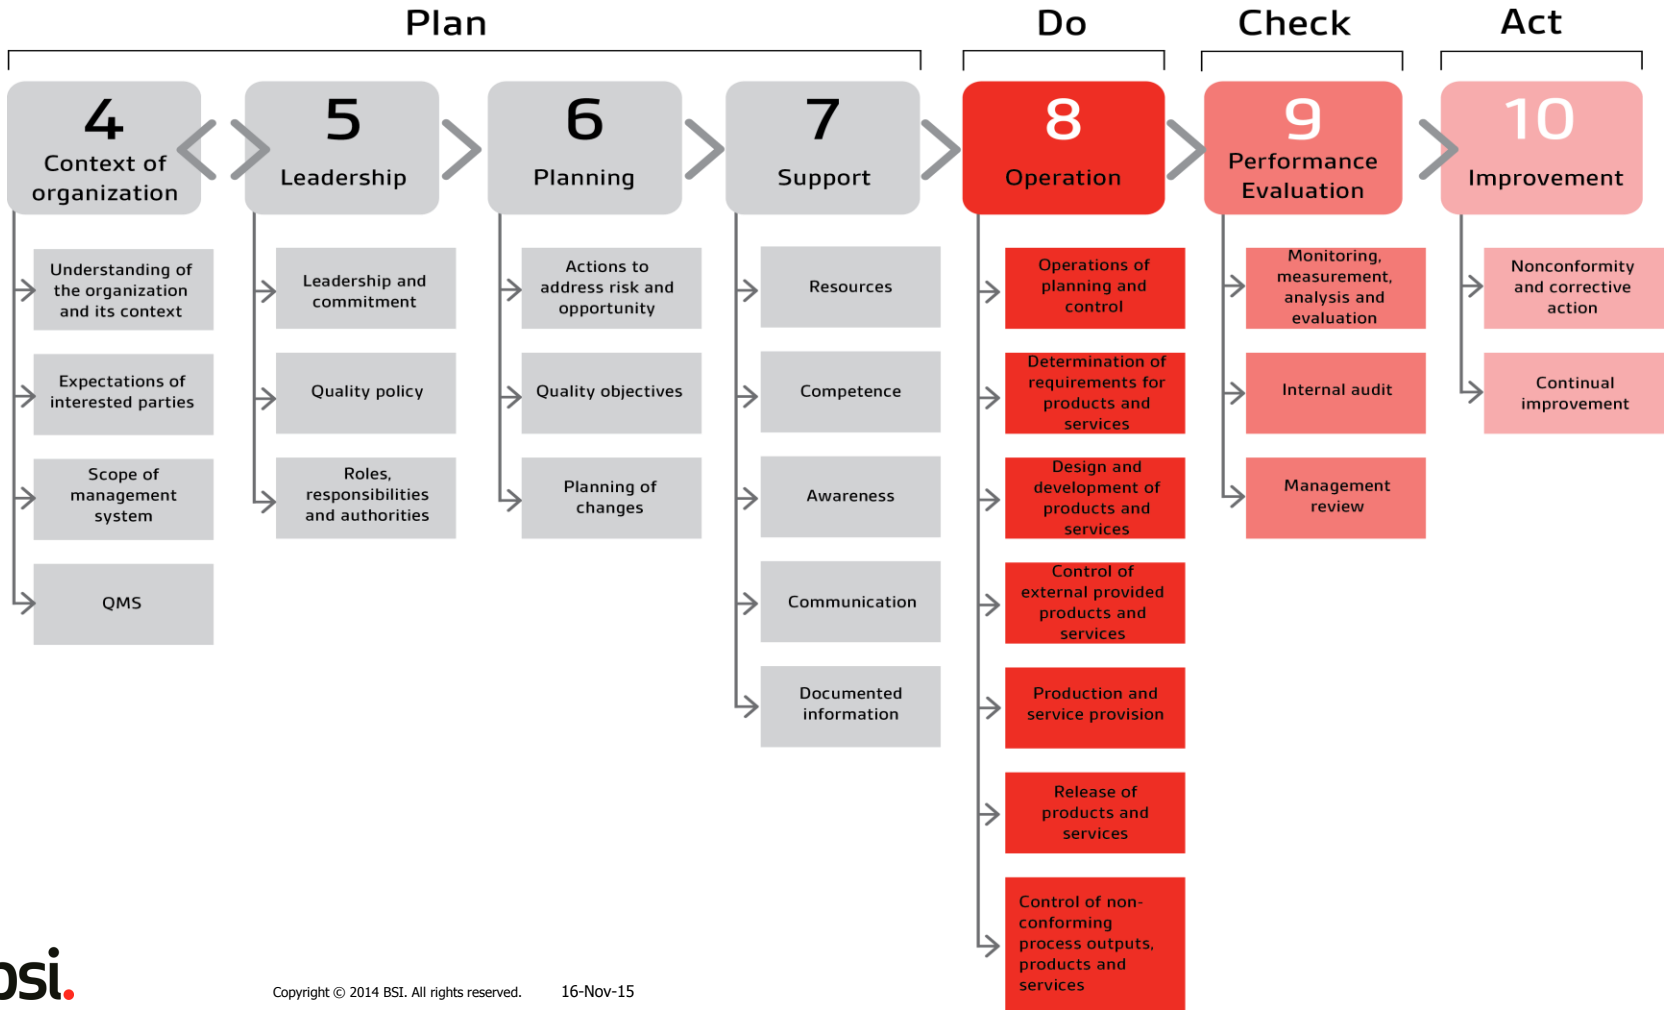 Plan
Do
Check
Act
4
Context of
organization
5
Leadership
6
Planning
7
Support
8
Operation
9
Performance
Evaluation
10
Improvement
Understanding of
the organization
and its context
Expectations of
interested parties
Scope of
management
system
QMS
Leadership and
commitment
Quality policy
Roles,
responsibilities
and authorities
Actions to
address risk and
opportunity
Quality objectives
Planning of
changes
Resources
Competence
Awareness
Communication
Documented
information
Operations of
planning and
control
Determination of
requirements for
products and
services
Design and
development of
products and
services
Control of
external provided
products and
services
Production and
service provision
Release of
products and
services
Control of non-
conforming
process outputs,
products and
services
Monitoring,
measurement,
analysis and
evaluation
Internal audit
Management
review
Nonconformity
and corrective
action
Continual
improvement
bsi.
Copyright © 2014 BSI. All rights reserved.
16-Nov-15